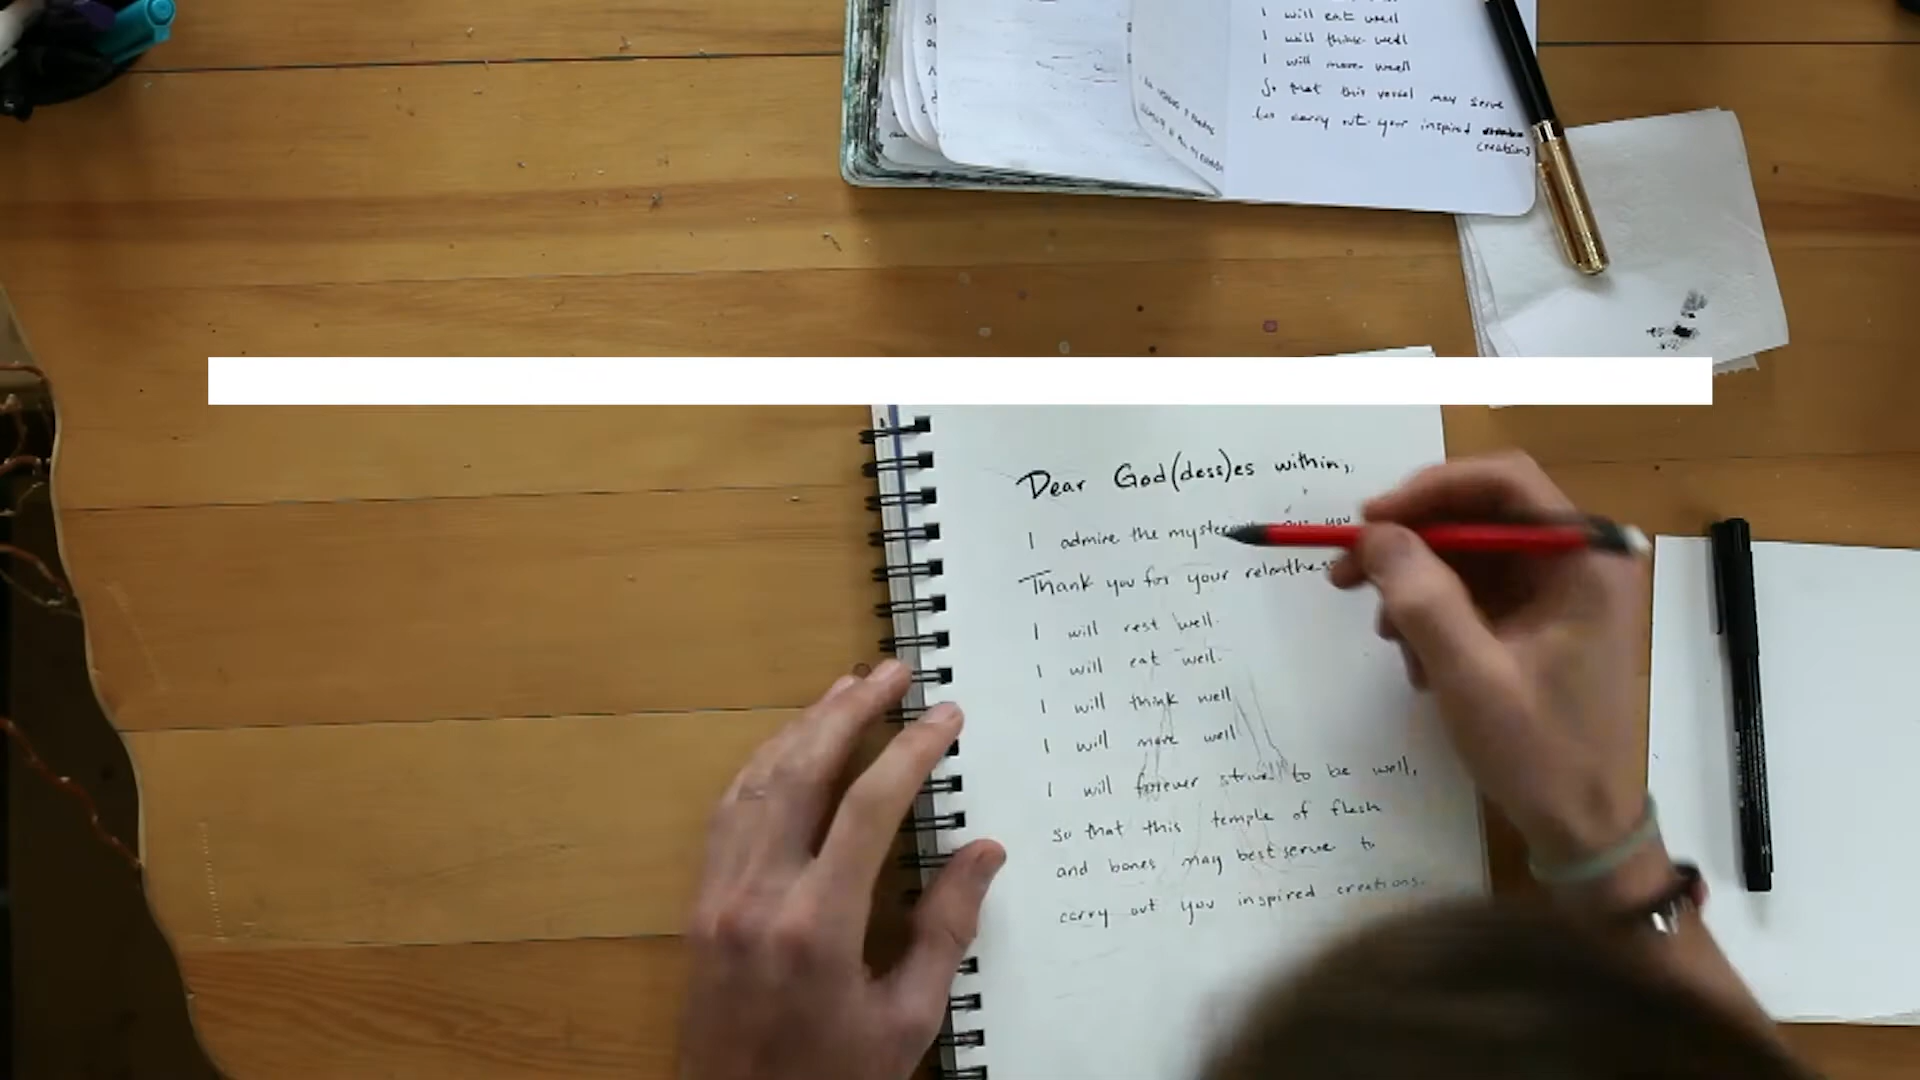 I will eat well
I will think well
I will move well
So that this vessel may serve
carry out your inspired
creations
Dear God(dess)es within,
I admire the you
Thank you for your
I will rest well.
I will eat well.
I will think well
I will move well
I will forever strive to be well,
so that this temple of flesh
and bones may best serve to
carry out you inspired creations.